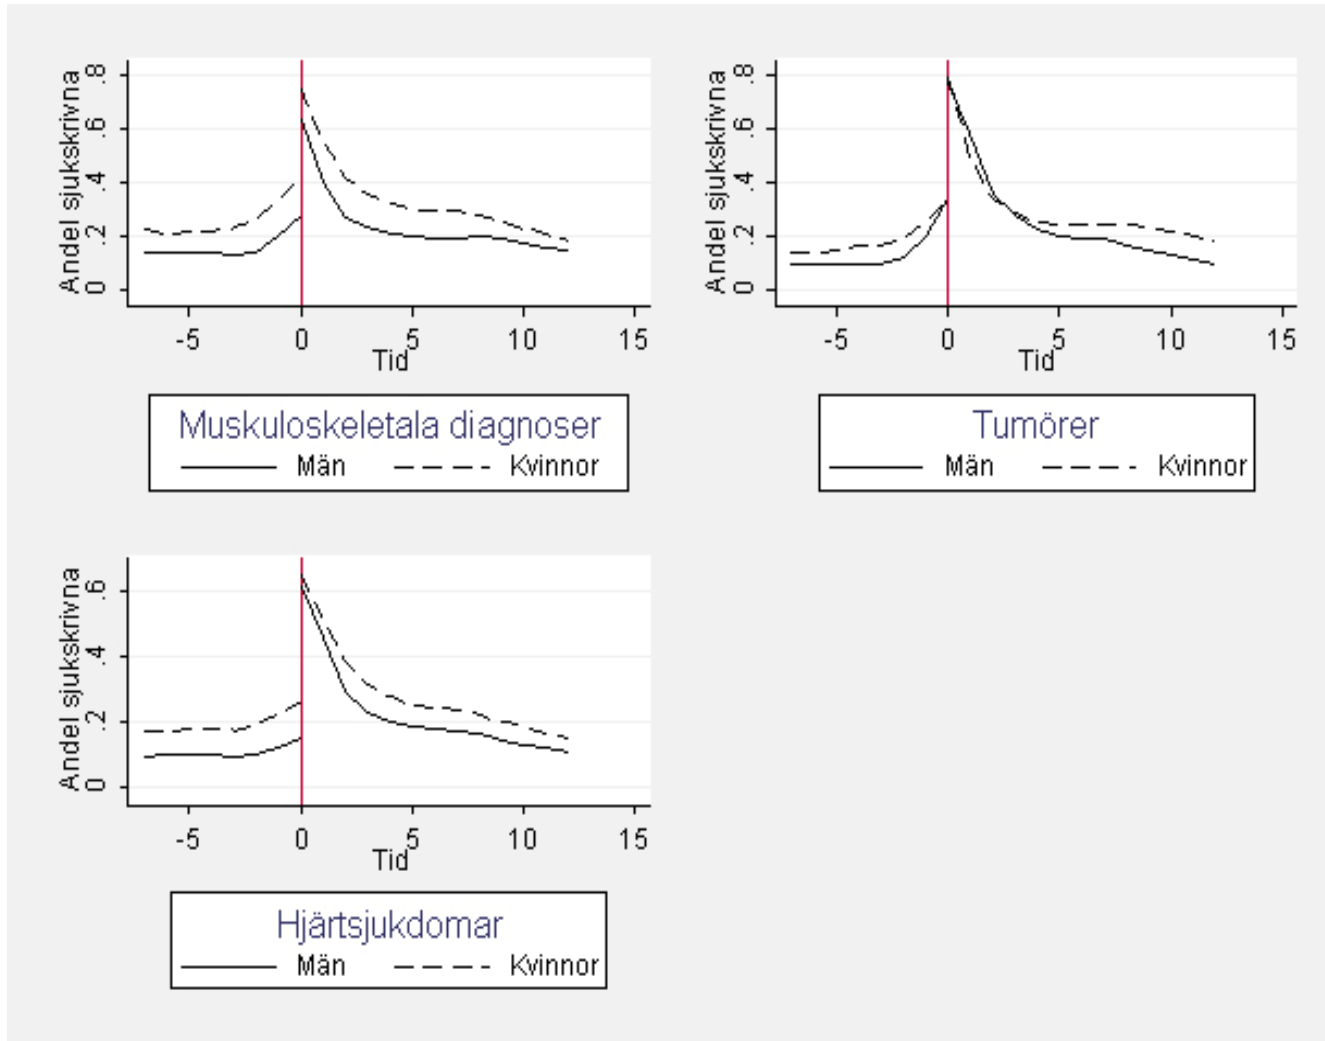 Andel sjukskrivna
.8
.6
.4
.2
0
-5 0 5 10 15
Tid
Muskuloskeletala diagnoser
Män Kvinnor
Andel sjukskrivna
.8
.6
.4
.2
0
-5 0 5 10 15
Tid
Tumörer
Män Kvinnor
Andel sjukskrivna
.6
.4
.2
0
-5 0 5 10 15
Tid
Hjärtsjukdomar
Män Kvinnor